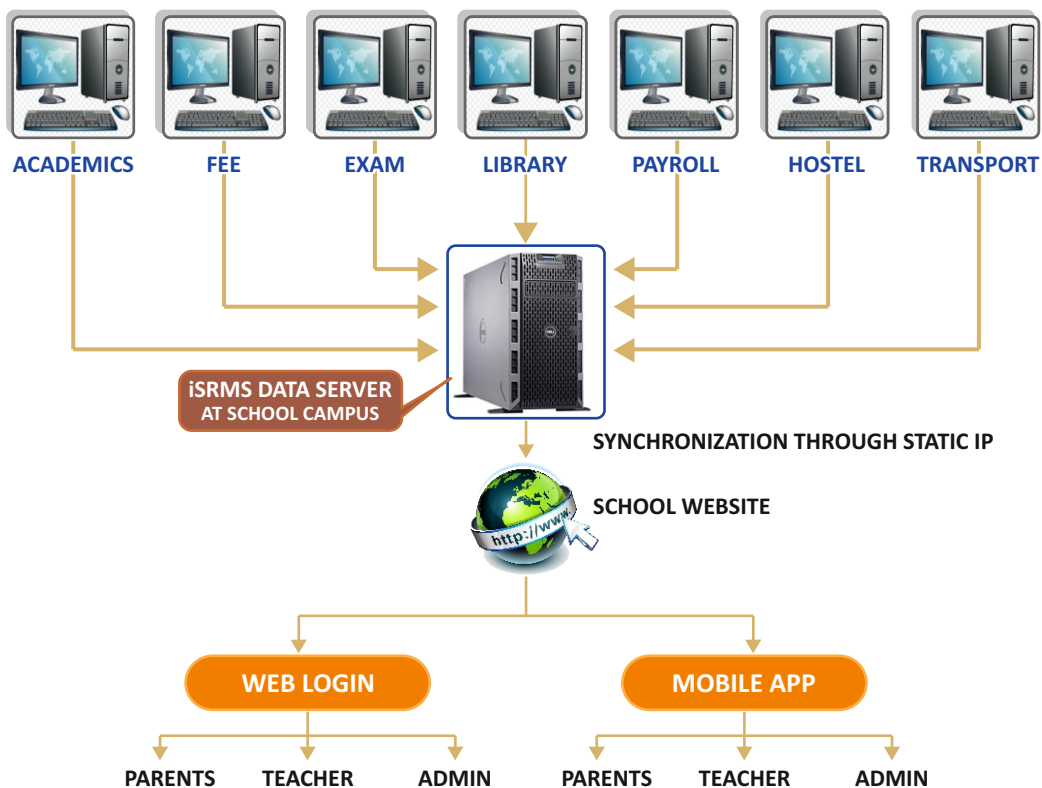 ACADEMICS
FEE
EXAM
LIBRARY
PAYROLL
HOSTEL
TRANSPORT
iSRMS DATA SERVER
AT SCHOOL CAMPUS
SYNCHRONIZATION THROUGH STATIC IP
SCHOOL WEBSITE
http://www.
WEB LOGIN
MOBILE APP
PARENTS
TEACHER
ADMIN
PARENTS
TEACHER
ADMIN